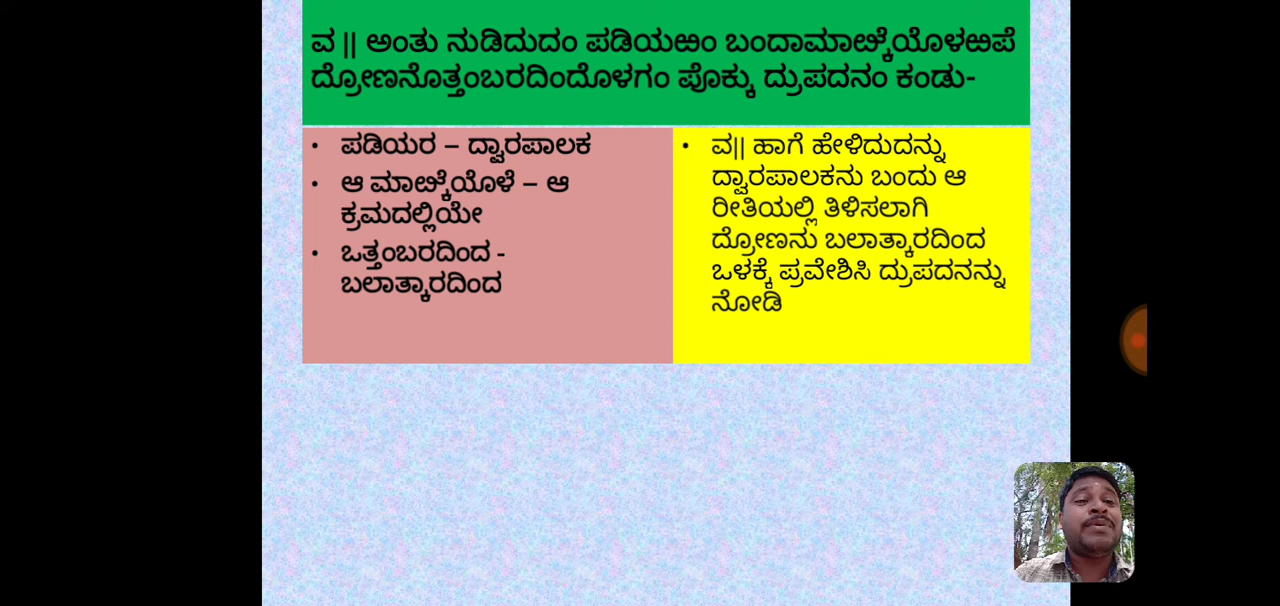 ವ || ಅಂತು ನುಡಿದುದಂ ಪಡಿಯಱಂ ಬಂದಾಮಾೞ್ಕೆಯೊಳಱಪೆ
ದ್ರೋಣನೊತ್ತಂಬರದಿಂದೊಳಗಂ ಪೊಕ್ಕು ದ್ರುಪದನಂ ಕಂಡು-
• ಪಡಿಯರ – ದ್ವಾರಪಾಲಕ
• ಆ ಮಾೞ್ಕೆಯೊಳೆ – ಆ
ಕ್ರಮದಲ್ಲಿಯೇ
• ಒತ್ತಂಬರದಿಂದ -
ಬಲಾತ್ಕಾರದಿಂದ
• ವ|| ಹಾಗೆ ಹೇಳಿದುದನ್ನು
ದ್ವಾರಪಾಲಕನು ಬಂದು ಆ
ರೀತಿಯಲ್ಲಿ ತಿಳಿಸಲಾಗಿ
ದ್ರೋಣನು ಬಲಾತ್ಕಾರದಿಂದ
ಒಳಕ್ಕೆ ಪ್ರವೇಶಿಸಿ ದ್ರುಪದನನ್ನು
ನೋಡಿ